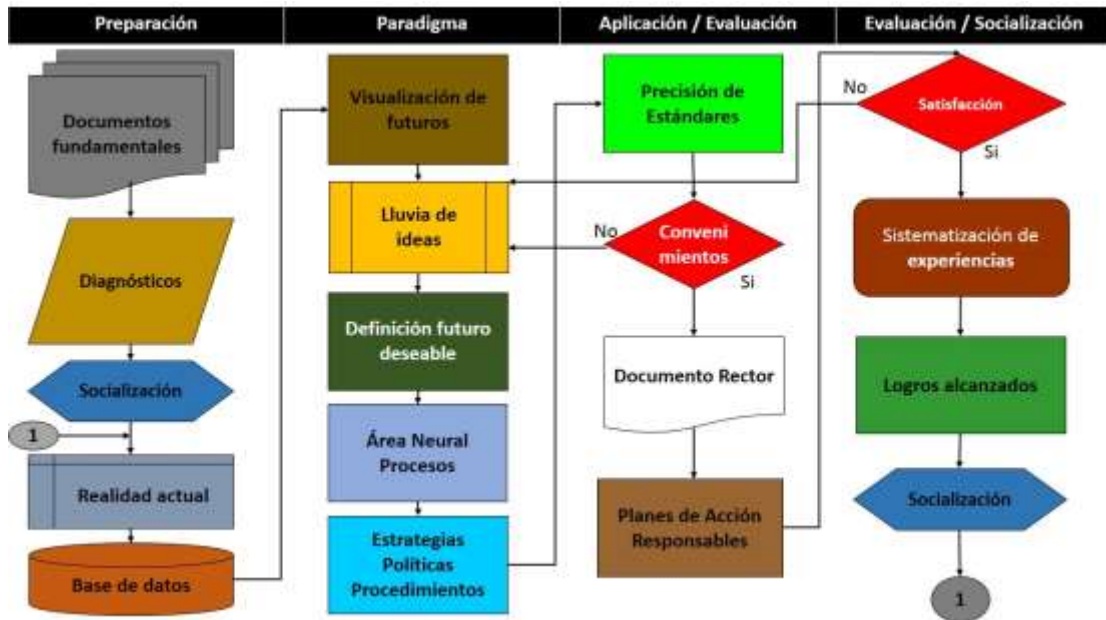 Preparación
Paradigma
Aplicación / Evaluación
Evaluación / Socialización
Documentos
fundamentales
Diagnósticos
Socialización
1
Realidad actual
Base de datos
Visualización de
futuros
Lluvia de
ideas
Definición futuro
deseable
Área Neural
Procesos
Estrategias
Políticas
Procedimientos
Precisión de
Estándares
No
Conveni
mientos
Si
Documento Rector
Planes de Acción
Responsables
No
Satisfacción
Si
Sistematización de
experiencias
Logros alcanzados
Socialización
1